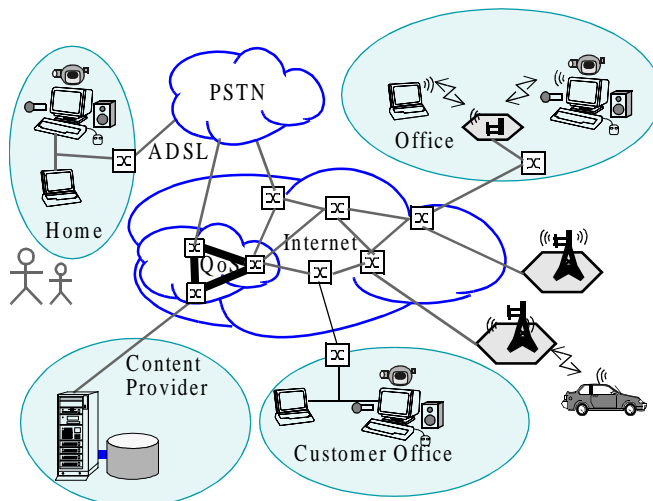 PSTN
Office
ADSL
Home
Internet
QoS
Content
Provider
Customer Office